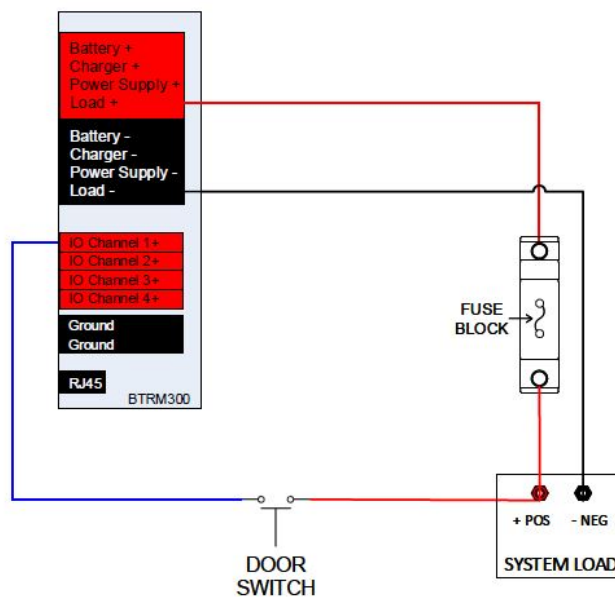 Battery +
Charger +
Power Supply +
Load +
Battery -
Charger -
Power Supply -
Load -
IO Channel 1+
IO Channel 2+
IO Channel 3+
IO Channel 4+
Ground
Ground
RJ45
BTRM300
FUSE
BLOCK
+ POS - NEG
SYSTEM LOAD
DOOR
SWITCH